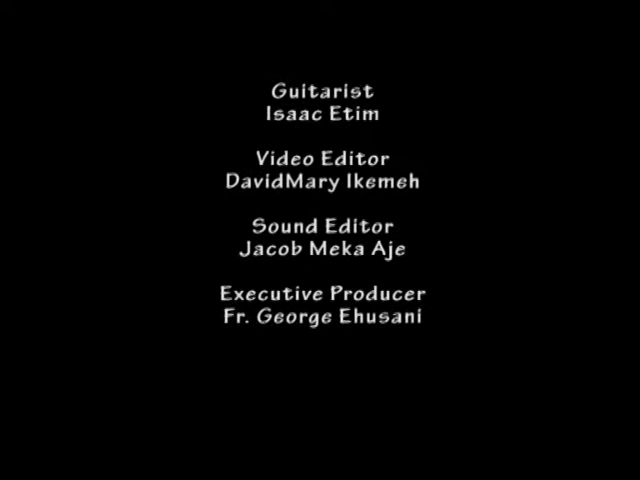 Guitarist
Isaac Etim
Video Editor
DavidMary Ikemeh
Sound Editor
Jacob Meka Aje
Executive Producer
Fr. George Ehusani